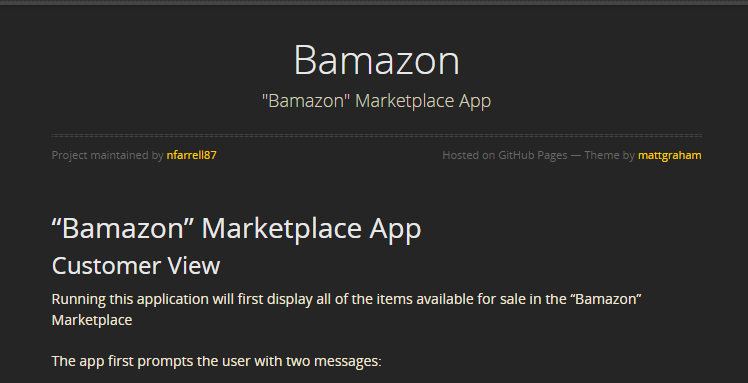 Bamazon
"Bamazon" Marketplace App
Project maintained by nfarrell87
Hosted on GitHub Pages — Theme by mattgraham
“Bamazon” Marketplace App
Customer View
Running this application will first display all of the items available for sale in the “Bamazon”
Marketplace
The app first prompts the user with two messages: